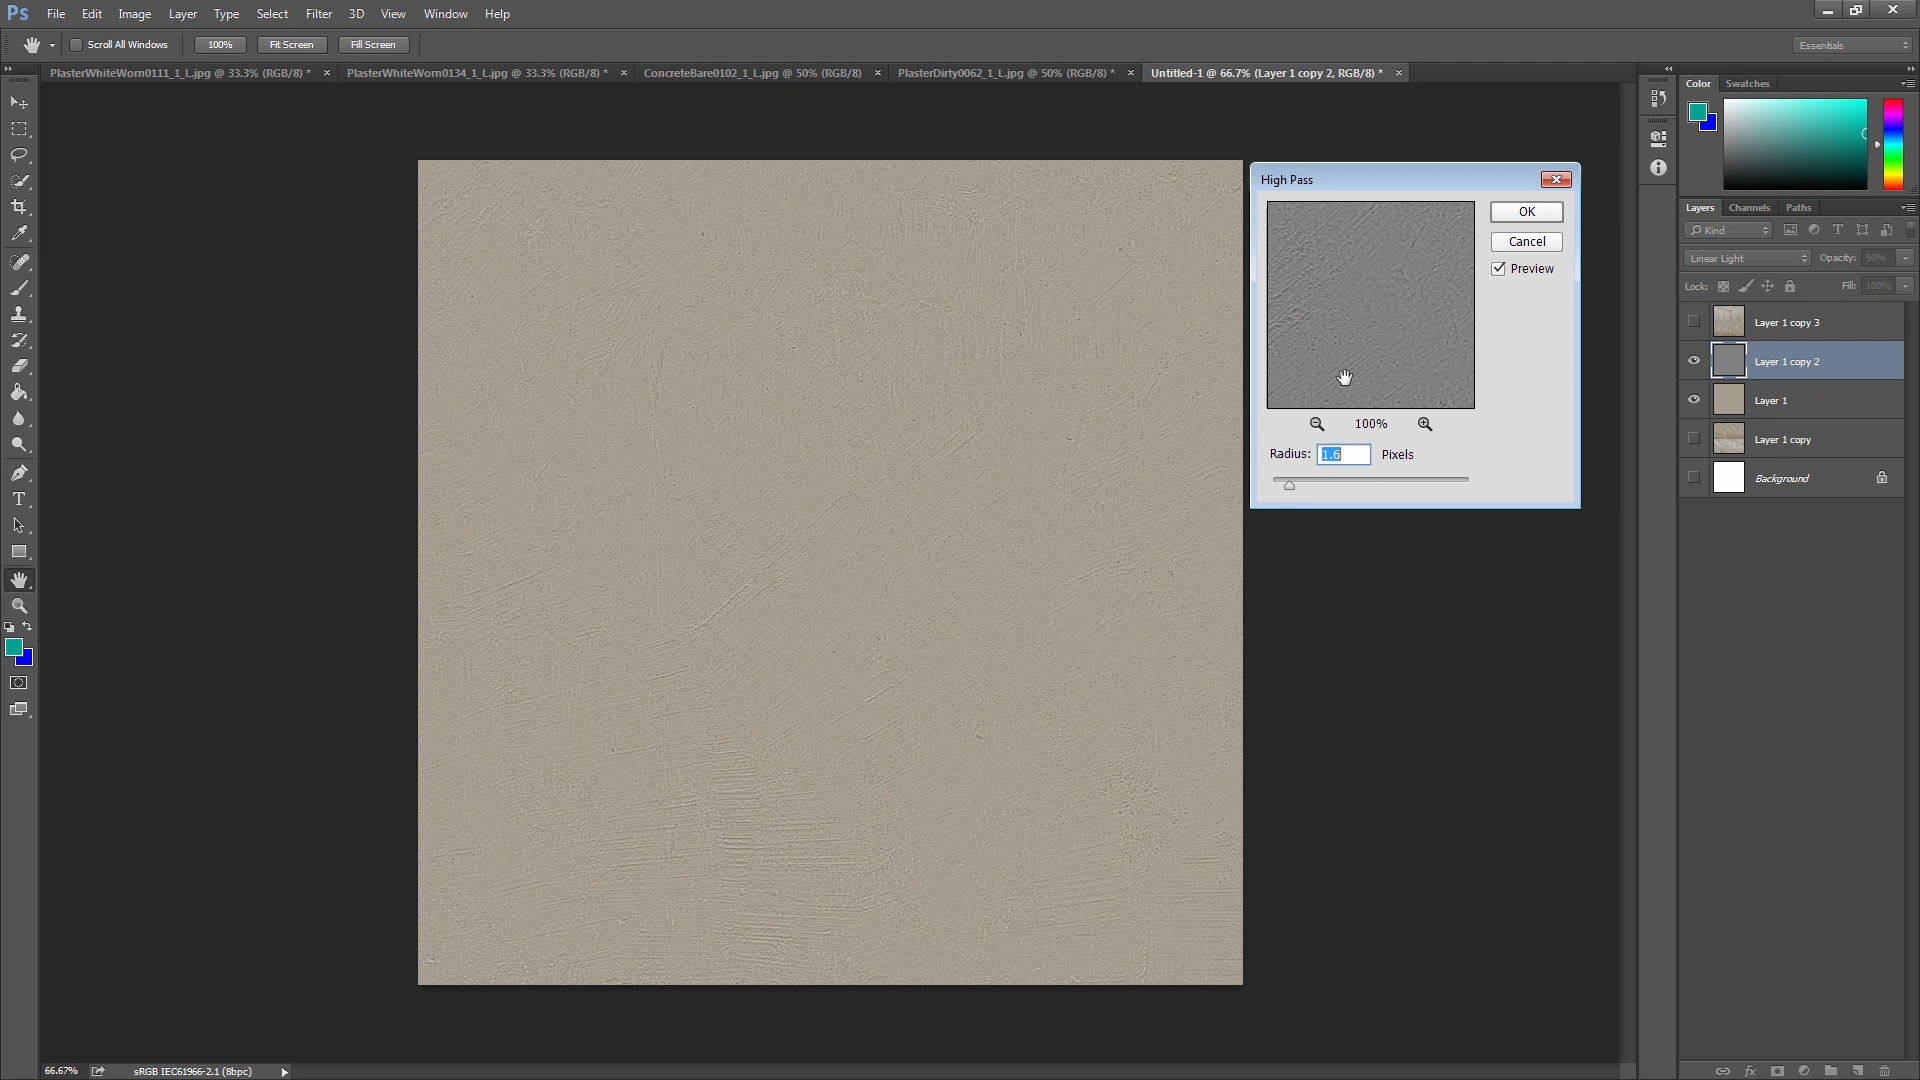 Ps File Edit Image Layer Type Select Filter 3D View Window Help
Scroll All Windows 100% Fit Screen Fill Screen Essentials
PlasterWhiteWorn0111_1_L.jpg @ 33.3% (RGB/8) * × PlasterWhiteWorn0134_1_L.jpg @ 33.3% (RGB/8) * × ConcreteBare0102_1_L.jpg @ 50% (RGB/8) × PlasterDirty0062_1_L.jpg @ 50% (RGB/8) * × Untitled-1 @ 66.7% (Layer 1 copy 2, RGB/8) * ×
Color Swatches
High Pass
OK
Cancel
Preview
100%
Radius: 1.6 Pixels
Layers Channels Paths
Kind
Linear Light Opacity: 50%
Lock: Fill: 100%
Layer 1 copy 3
Layer 1 copy 2
Layer 1
Layer 1 copy
Background
66.67% sRGB IEC61966-2.1 (8bpc)